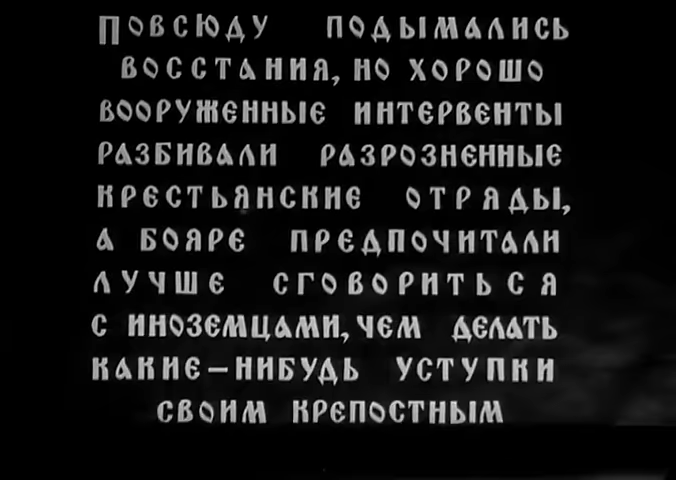 Повсюду подымались
восстания, но хорошо
вооруженные интервенты
разбивали разрозненные
крестьянские отряды,
а бояре предпочитали
лучше сговориться
с иноземцами, чем делать
какие-нибудь уступки
своим крепостным